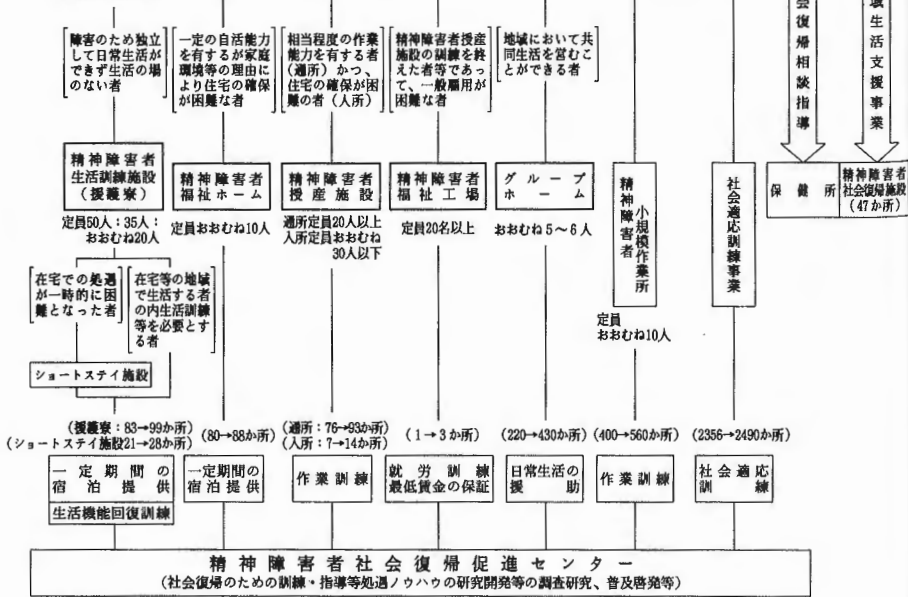 障害のため独立
して日常生活が
できず生活の場
のない者
一定の自活能力
を有するが家庭
環境等の理由に
より住宅の確保
が困難な者
相当程度の作業
能力を有する者
(通所)かつ、
住宅の確保が困
難の者(入所)
精神障害者授産
施設の訓練を終
えた者等であっ
て、一般雇用が
困難な者
地域において共
同生活を営むこ
とができる者
会復帰相談指導
域生活支援事業
精神障害者
生活訓練施設
(援護寮)
精神障害者
福祉ホーム
精神障害者
授産施設
精神障害者
福祉工場
グループ
ホーム
精神障害者
小規模作業所
社会適応訓練事業
保健所
精神障害者
社会復帰施設
(47か所)
定員50人:35人:
おおむね20人
定員おおむね10人
通所定員20人以上
入所定員おおむね
30人以下
定員20名以上
おおむね5~6人
定員
おおむね10人
在宅での処遇
が一時的に困
難となった者
在宅等の地域
で生活する者
の内生活訓練
等を必要とす
る者
ショートステイ施設
(援護寮:83→99か所)
(ショートステイ施設21→28か所)
(80→88か所)
(通所:76→93か所)
(入所:7→14か所)
(1→3か所)
(220→430か所)
(400→560か所)
(2356→2490か所)
一定期間の
宿泊提供
生活機能回復訓練
一定期間の
宿泊提供
作業訓練
就労訓練
最低賃金の保証
日常生活の
援助
作業訓練
社会適応
訓練
精神障害者社会復帰促進センター
(社会復帰のための訓練・指導等処遇ノウハウの研究開発等の調査研究、普及啓発等)